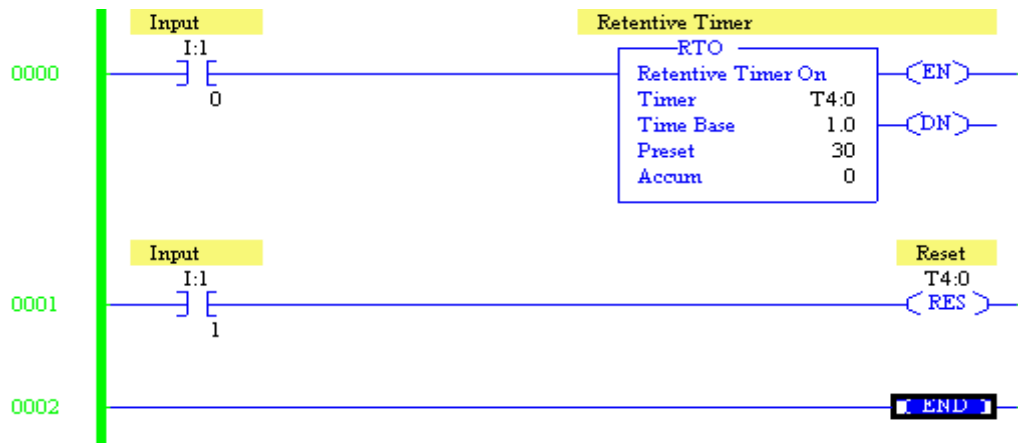 Input
Retentive Timer
I:1
RTO
0000
Retentive Timer On
EN
0
Timer T4:0
Time Base 1.0
DN
Preset 30
Accum 0
Input
Reset
I:1
T4:0
0001
RES
1
0002
END